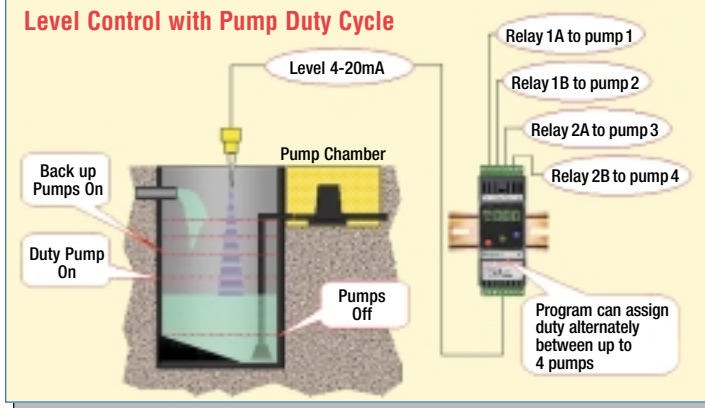 Level Control with Pump Duty Cycle
Relay 1A to pump 1
Level 4-20mA
Relay 1B to pump 2
Relay 2A to pump 3
Pump Chamber
Relay 2B to pump 4
Back up
Pumps On
Duty Pump
On
Pumps
Off
Program can assign
duty alternately
between up to
4 pumps